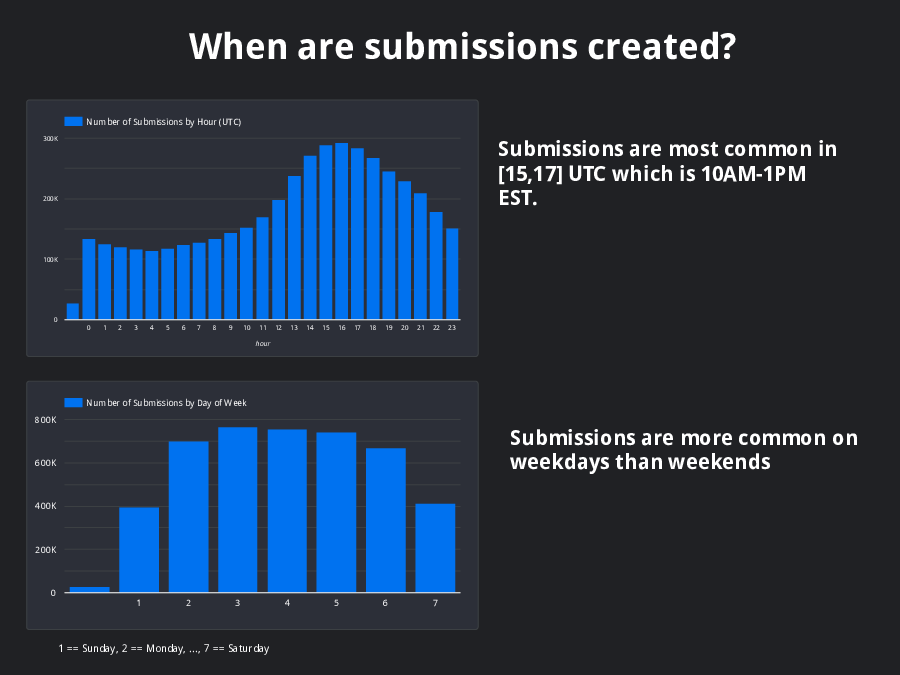 When are submissions created?
Number of Submissions by Hour (UTC)
300K
200K
100K
0
0 1 2 3 4 5 6 7 8 9 10 11 12 13 14 15 16 17 18 19 20 21 22 23
hour
Submissions are most common in
[15,17] UTC which is 10AM-1PM
EST.
Number of Submissions by Day of Week
800K
600K
400K
200K
0
1 2 3 4 5 6 7
Submissions are more common on
weekdays than weekends
1 == Sunday, 2 == Monday, ..., 7 == Saturday